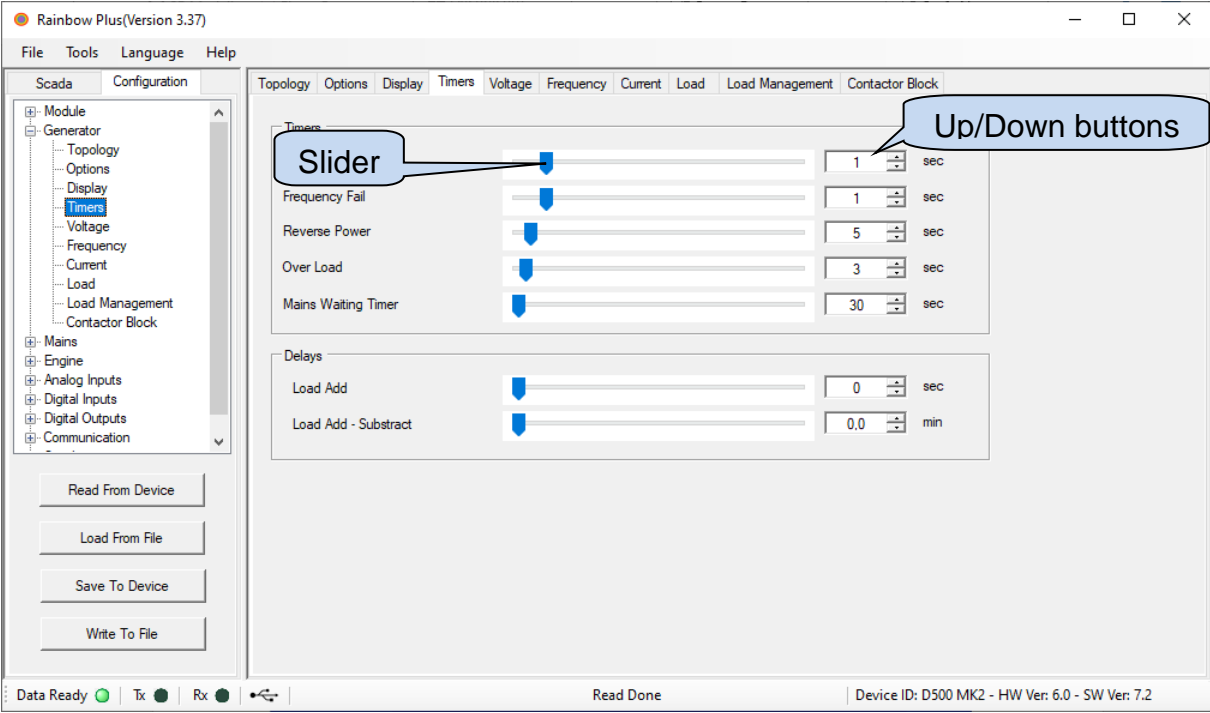 Rainbow Plus(Version 3.37)
File Tools Language Help
Scada Configuration
Module
Generator
Topology
Options
Display
Timers
Voltage
Frequency
Current
Load
Load Management
Contactor Block
Mains
Engine
Analog Inputs
Digital Inputs
Digital Outputs
Communication
Read From Device
Load From File
Save To Device
Write To File
Topology Options Display Timers Voltage Frequency Current Load Load Management Contactor Block
Timers
Slider
Up/Down buttons
1 sec
Frequency Fail 1 sec
Reverse Power 5 sec
Over Load 3 sec
Mains Waiting Timer 30 sec
Delays
Load Add 0 sec
Load Add - Substract 0,0 min
Data Ready Tx Rx Read Done Device ID: D500 MK2 - HW Ver: 6.0 - SW Ver: 7.2